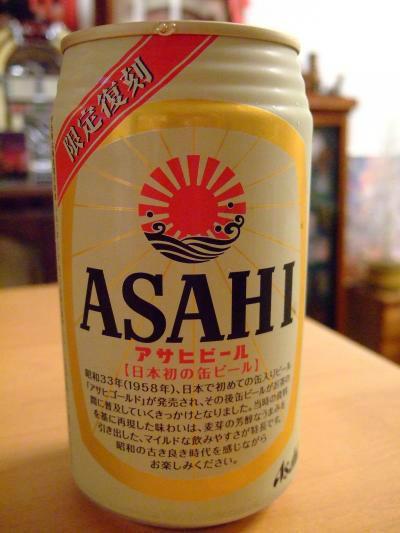 限定復刻
ASAHI
アサヒビール
【日本初の缶ビール】
昭和33年(1958年)、日本で初めての缶入りビール
「アサヒゴールド」が発売され、その後缶ビールがお茶の
間に普及していくきっかけとなりました。当時の資料
を基に再現した味わいは、麦芽の芳醇なうまみを
引き出した、マイルドな飲みやすさが特長です。
昭和の古き良き時代を感じながら
お楽しみください。
Asa